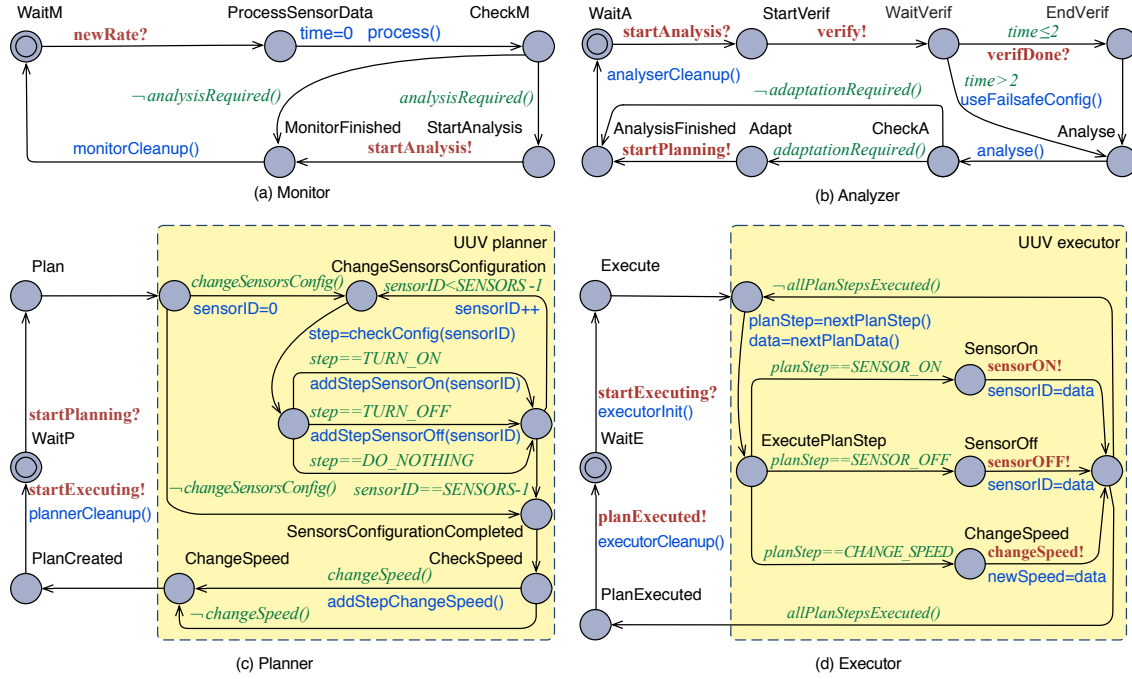 WaitM
ProcessSensorData
CheckM
newRate?
time=0 process()
¬analysisRequired()
analysisRequired()
MonitorFinished
StartAnalysis
monitorCleanup()
startAnalysis!
(a) Monitor
WaitA
StartVerif
WaitVerif
EndVerif
startAnalysis?
verify!
time≤2
verifDone?
analyserCleanup()
time>2
useFailsafeConfig()
¬adaptationRequired()
AnalysisFinished
Adapt
CheckA
Analyse
startPlanning!
adaptationRequired()
analyse()
(b) Analyzer
UUV planner
Plan
changeSensorsConfig()
sensorID=0
ChangeSensorsConfiguration
sensorID<SENSORS-1
sensorID++
step=checkConfig(sensorID)
step==TURN_ON
addStepSensorOn(sensorID)
startPlanning?
WaitP
step==TURN_OFF
addStepSensorOff(sensorID)
step==DO_NOTHING
startExecuting!
plannerCleanup()
¬changeSensorsConfig()
sensorID==SENSORS-1
SensorsConfigurationCompleted
PlanCreated
ChangeSpeed
CheckSpeed
changeSpeed()
addStepChangeSpeed()
¬changeSpeed()
(c) Planner
UUV executor
Execute
¬allPlanStepsExecuted()
planStep=nextPlanStep()
data=nextPlanData()
SensorOn
planStep==SENSOR_ON
sensorON!
sensorID=data
startExecuting?
executorInit()
WaitE
ExecutePlanStep
SensorOff
planStep==SENSOR_OFF
sensorOFF!
sensorID=data
planExecuted!
executorCleanup()
ChangeSpeed
planStep==CHANGE_SPEED
changeSpeed!
newSpeed=data
PlanExecuted
allPlanStepsExecuted()
(d) Executor